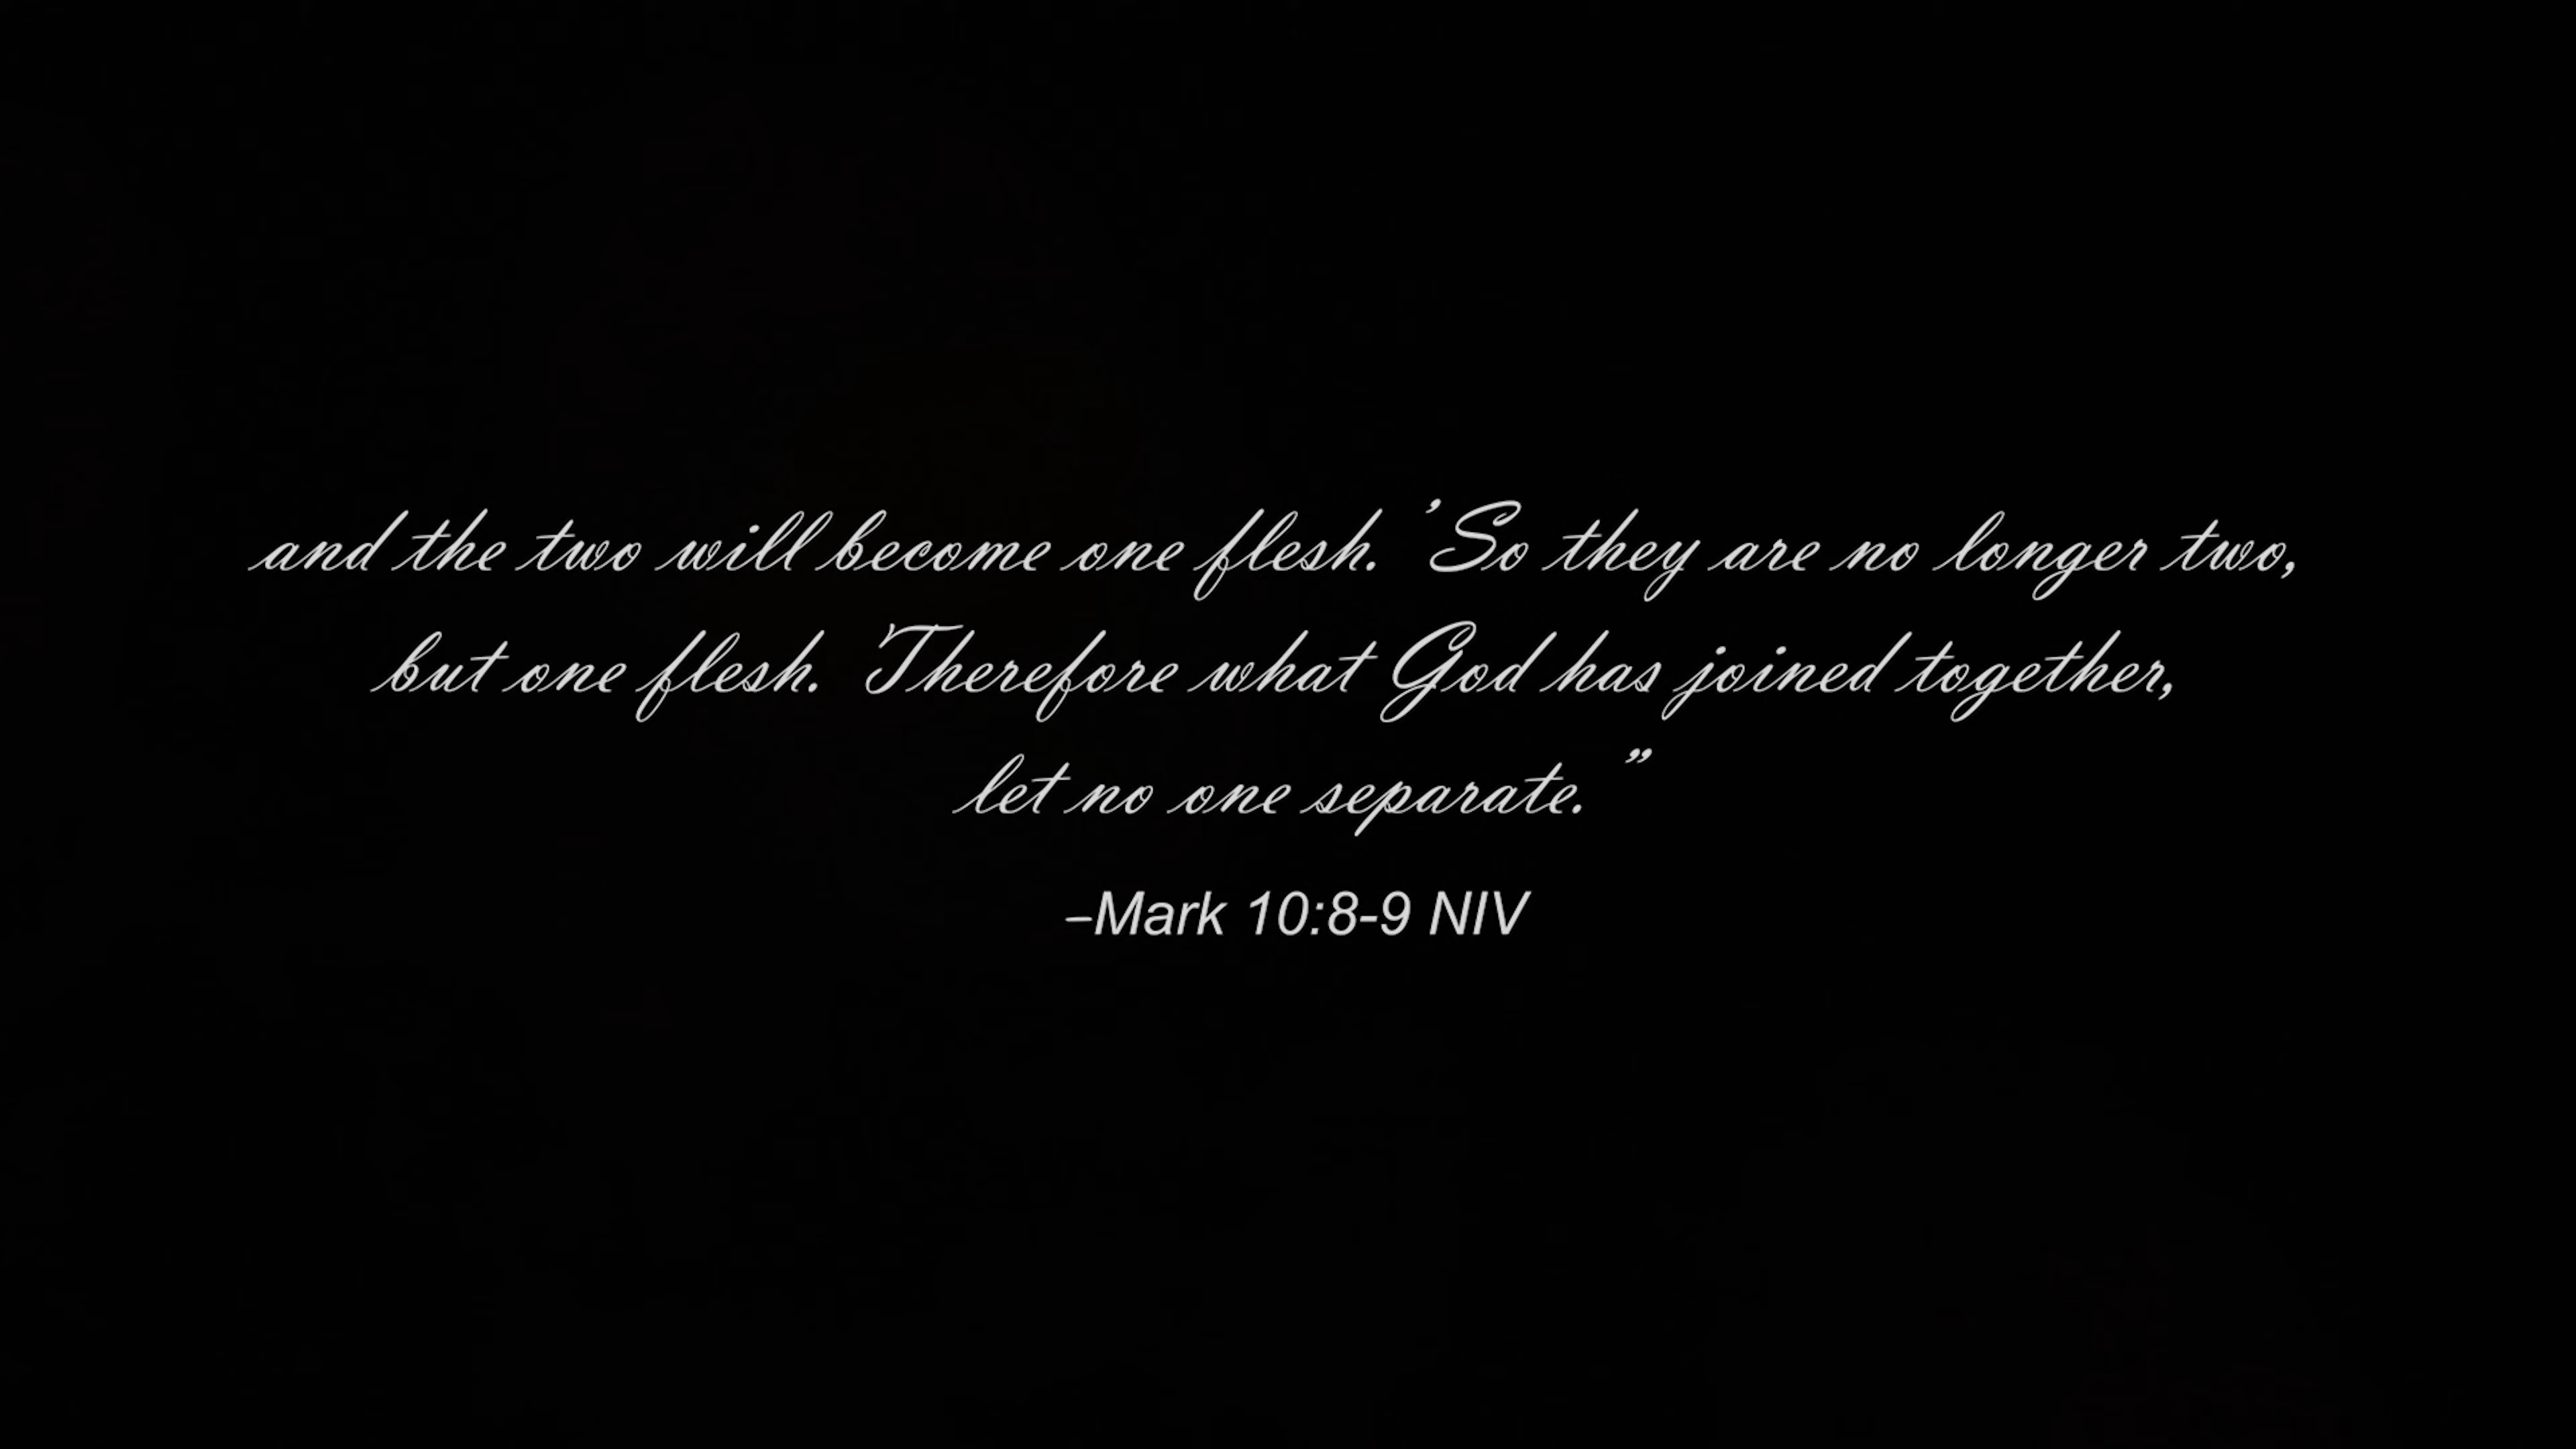 and the two will become one flesh. ’So they are no longer two,
but one flesh. Therefore what God has joined together,
let no one separate. ”
–Mark 10:8-9 NIV